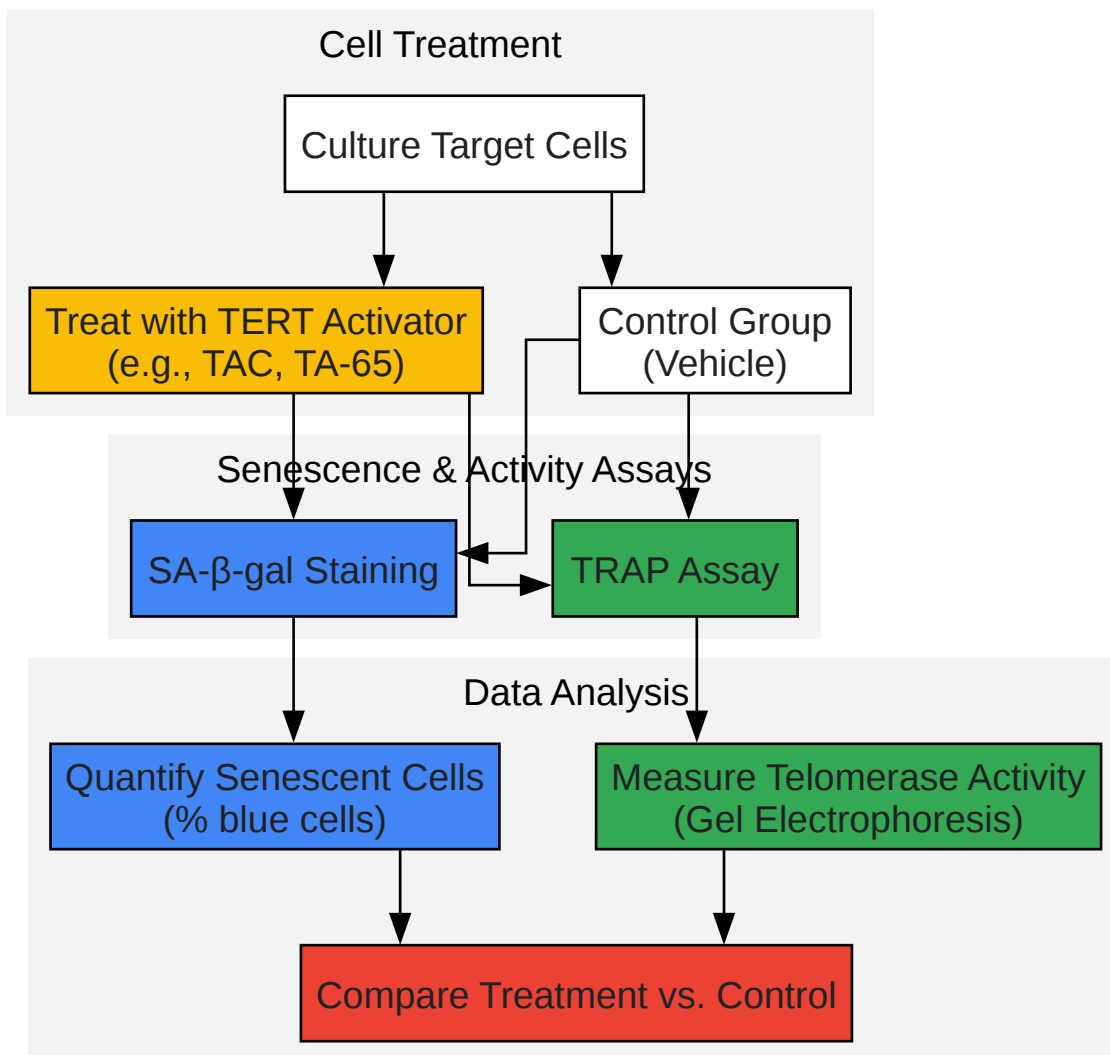 Cell Treatment
Culture Target Cells
Treat with TERT Activator
(e.g., TAC, TA-65)
Control Group
(Vehicle)
Senescence & Activity Assays
SA-β-gal Staining
TRAP Assay
Data Analysis
Quantify Senescent Cells
(% blue cells)
Measure Telomerase Activity
(Gel Electrophoresis)
Compare Treatment vs. Control